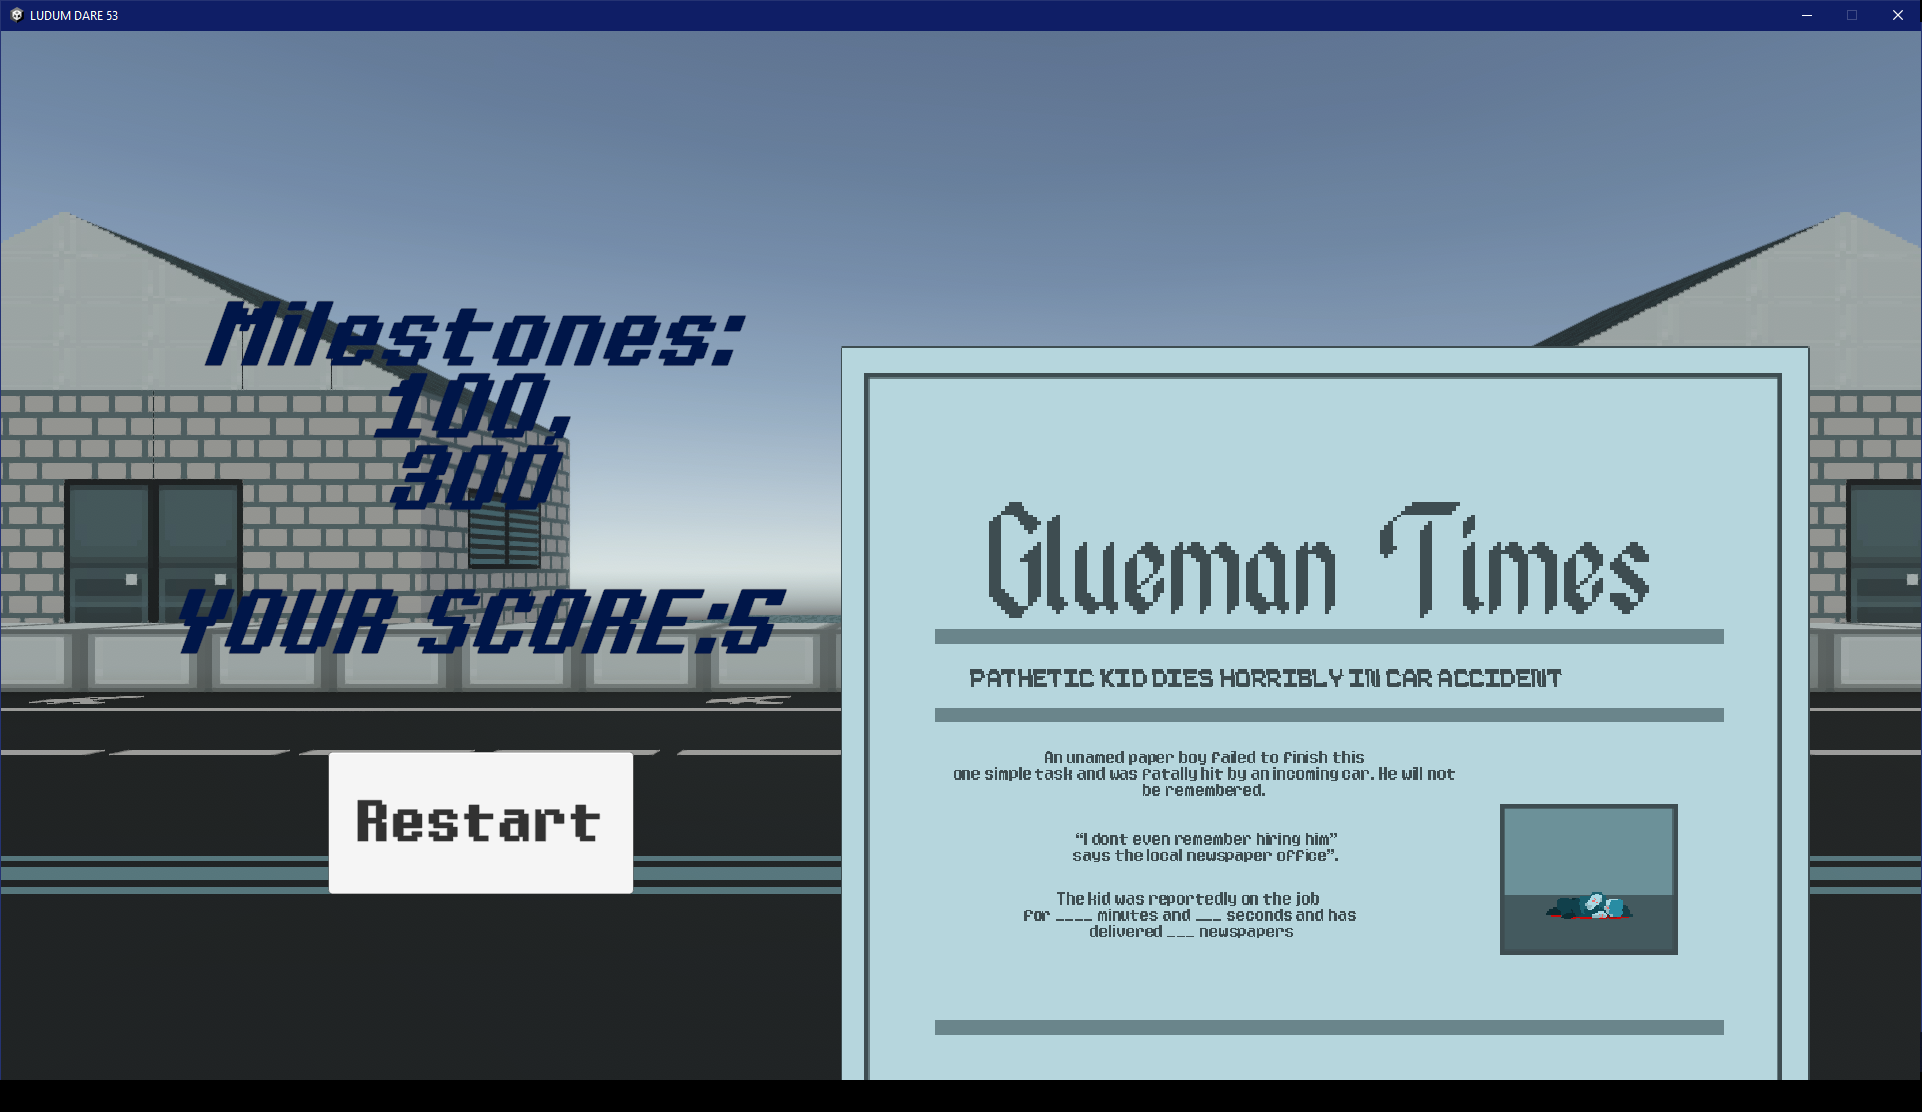 LUDUM DARE 53
Milestones:
100,
300
YOUR SCORE:5
Restart
Glueman Times
PATHETIC KID DIES HORRIBLY IN CAR ACCIDENT
An unamed paper boy failed to finish this
one simple task and was fatally hit by an incoming car. He will not
be remembered.
“I dont even remember hiring him”
says the local newspaper office”.
The kid was reportedly on the job
for ____ minutes and ___ seconds and has
delivered ___ newspapers